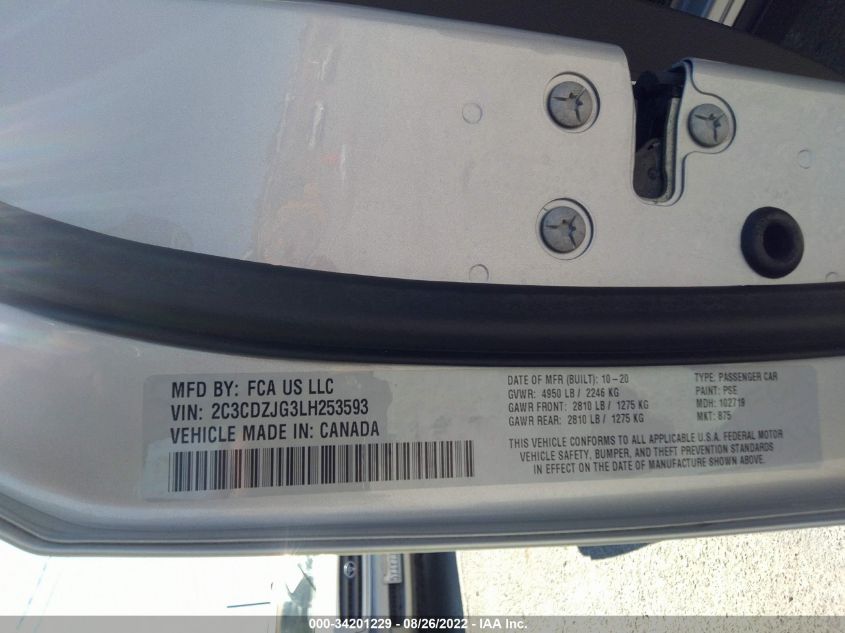 MFD BY: FCA US LLC
VIN: 2C3CDZJG3LH253593
VEHICLE MADE IN: CANADA
DATE OF MFR (BUILT): 10-20
GVWR: 4950 LB / 2246 KG
GAWR FRONT: 2810 LB / 1275 KG
GAWR REAR: 2810 LB / 1275 KG
TYPE: PASSENGER CAR
PAINT: PSE
MDH: 102719
MKT: B75
THIS VEHICLE CONFORMS TO ALL APPLICABLE U.S.A. FEDERAL MOTOR
VEHICLE SAFETY, BUMPER, AND THEFT PREVENTION STANDARDS
IN EFFECT ON THE DATE OF MANUFACTURE SHOWN ABOVE.
000-34201229 - 08/26/2022 - IAA Inc.